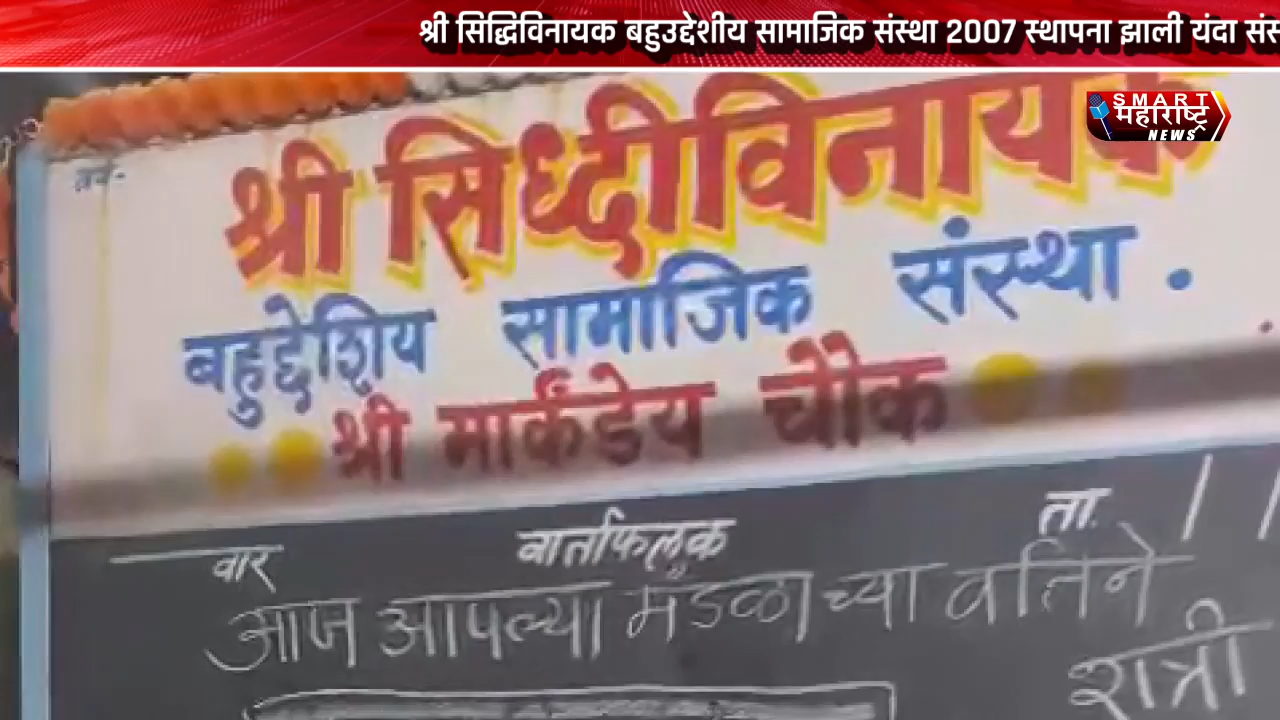 श्री सिद्धिविनायक बहुउद्देशीय सामाजिक संस्था 2007 स्थापना झाली यंदा संस
SMART
महाराष्ट्र
NEWS
श्री सिध्दीविनायक
बहुद्देशिय सामाजिक संस्था .
श्री मार्कंडेय चौक
वार वार्ताफलक ता. / /
आज आपल्या मंडळाच्या वतिने
रात्री